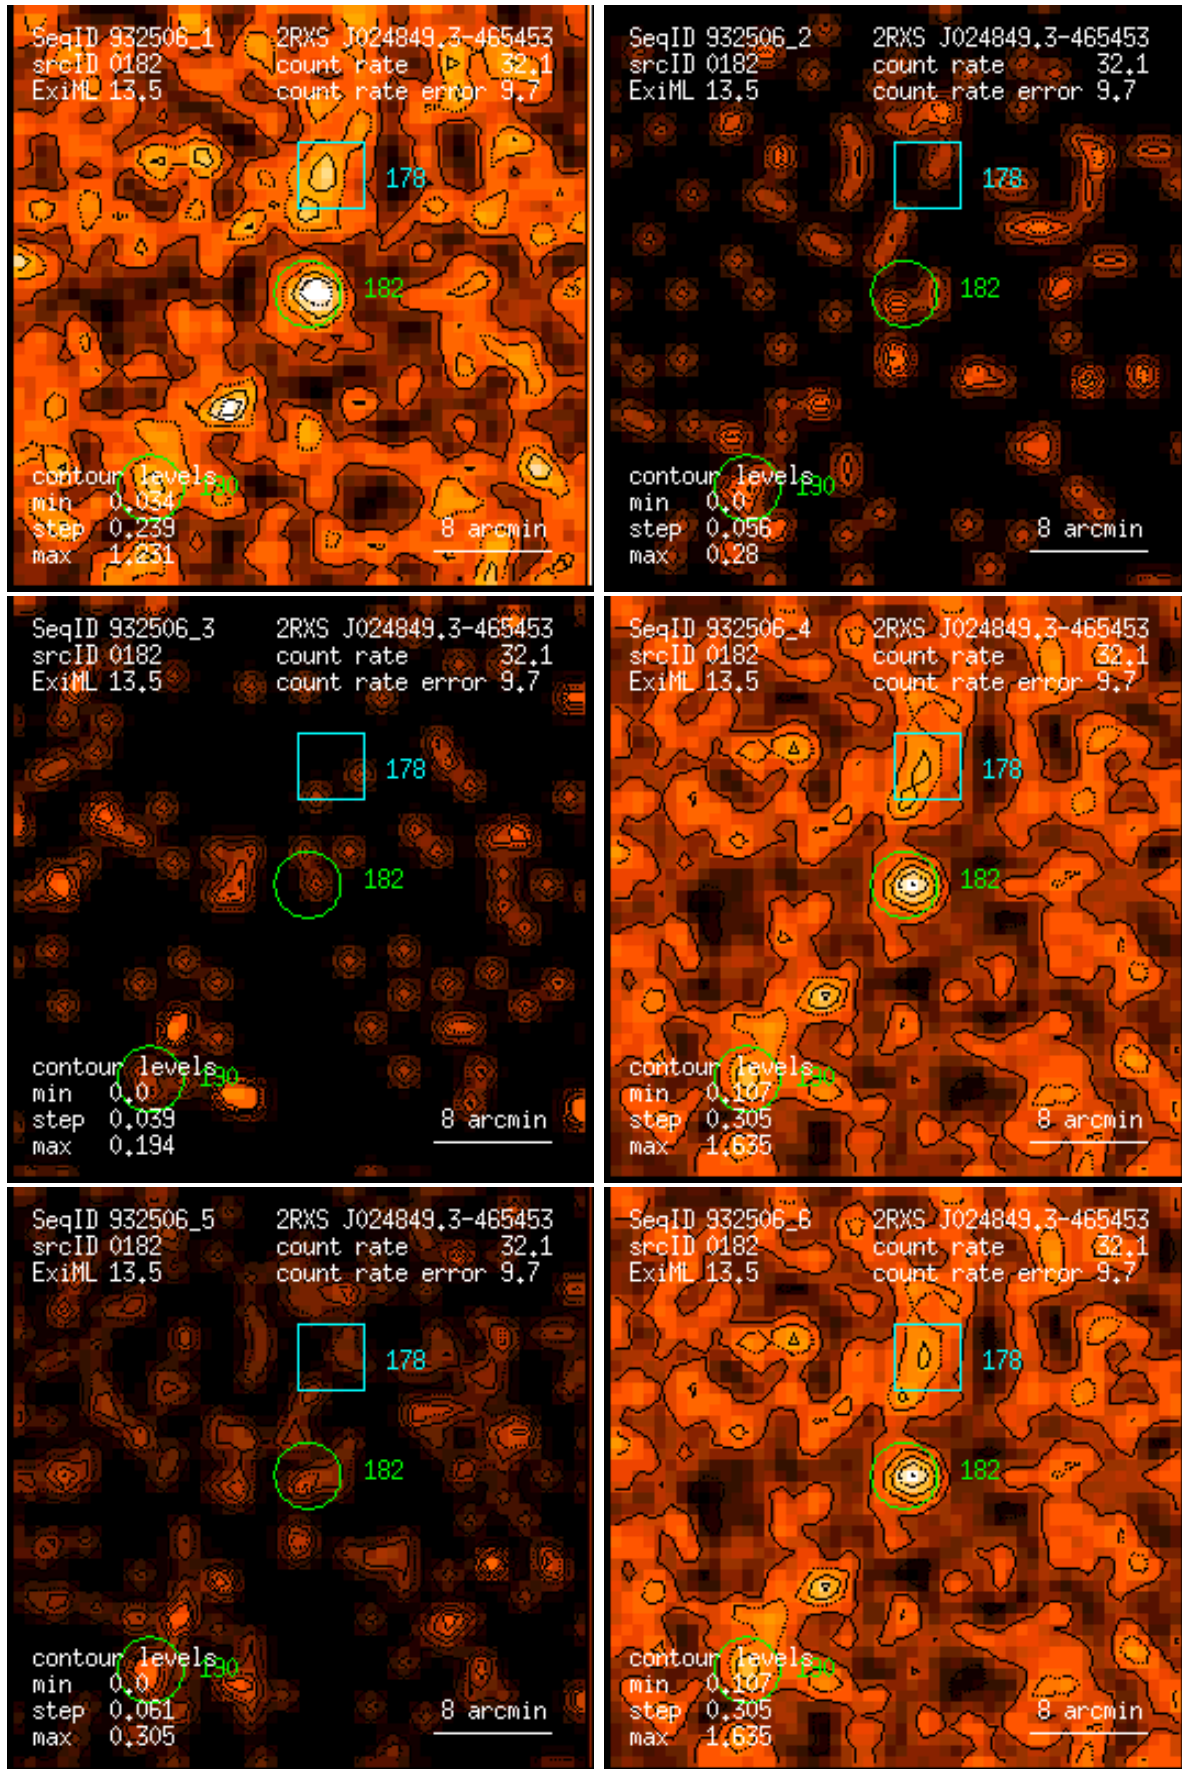 SeqID 932506_1 2RXS J024849.3-465453
srcID 0182 count rate 32.1
ExiML 13.5 count rate error 9.7
178
182
contour levels
190
min 0.034
step 0.239 8 arcmin
max 1.231
SeqID 932506_2 2RXS J024849.3-465453
srcID 0182 count rate 32.1
ExiML 13.5 count rate error 9.7
178
182
contour levels
190
min 0.0
step 0.056 8 arcmin
max 0.28
SeqID 932506_3 2RXS J024849.3-465453
srcID 0182 count rate 32.1
ExiML 13.5 count rate error 9.7
178
182
contour levels
190
min 0.0
step 0.039 8 arcmin
max 0.194
SeqID 932506_4 2RXS J024849.3-465453
srcID 0182 count rate 32.1
ExiML 13.5 count rate error 9.7
178
182
contour levels
190
min 0.107
step 0.305 8 arcmin
max 1.635
SeqID 932506_5 2RXS J024849.3-465453
srcID 0182 count rate 32.1
ExiML 13.5 count rate error 9.7
178
182
contour levels
190
min 0.0
step 0.061 8 arcmin
max 0.305
SeqID 932506_6 2RXS J024849.3-465453
srcID 0182 count rate 32.1
ExiML 13.5 count rate error 9.7
178
182
contour levels
190
min 0.107
step 0.305 8 arcmin
max 1.635